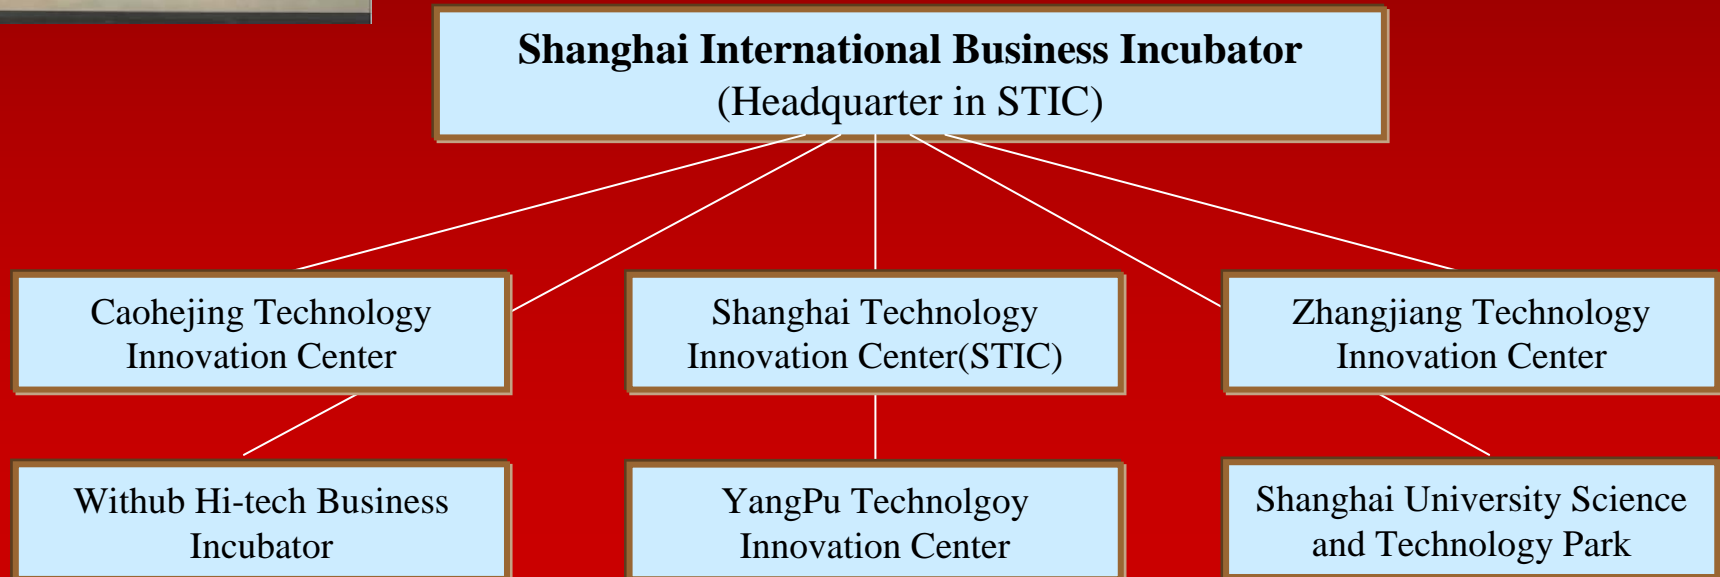 Shanghai International Business Incubator
(Headquarter in STIC)
Caohejing Technology
Innovation Center
Shanghai Technology
Innovation Center(STIC)
Zhangjiang Technology
Innovation Center
Withub Hi-tech Business
Incubator
YangPu Technolgoy
Innovation Center
Shanghai University Science
and Technology Park